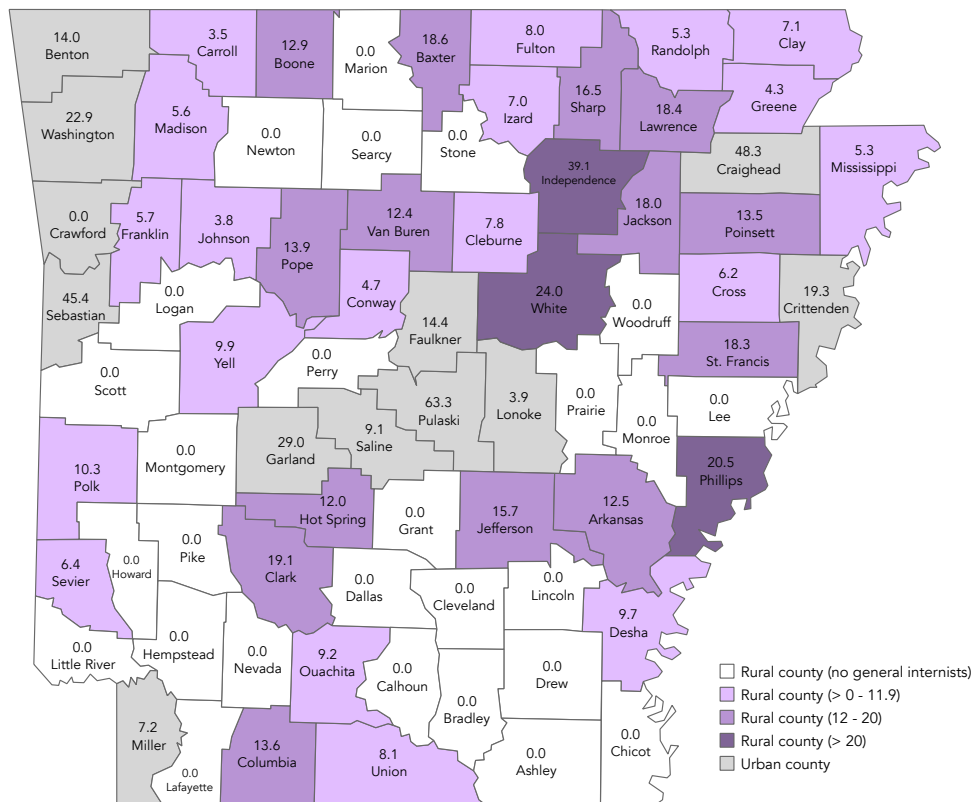 14.0
Benton
3.5
Carroll
12.9
Boone
0.0
Marion
18.6
Baxter
8.0
Fulton
5.3
Randolph
7.1
Clay
22.9
Washington
5.6
Madison
0.0
Newton
0.0
Searcy
0.0
Stone
7.0
Izard
16.5
Sharp
18.4
Lawrence
4.3
Greene
48.3
Craighead
5.3
Mississippi
0.0
Crawford
5.7
Franklin
3.8
Johnson
13.9
Pope
12.4
Van Buren
7.8
Cleburne
39.1
Independence
18.0
Jackson
13.5
Poinsett
45.4
Sebastian
0.0
Logan
4.7
Conway
14.4
Faulkner
24.0
White
0.0
Woodruff
6.2
Cross
19.3
Crittenden
0.0
Scott
9.9
Yell
0.0
Perry
18.3
St. Francis
63.3
Pulaski
3.9
Lonoke
0.0
Prairie
0.0
Monroe
0.0
Lee
10.3
Polk
0.0
Montgomery
29.0
Garland
9.1
Saline
20.5
Phillips
12.0
Hot Spring
0.0
Grant
15.7
Jefferson
12.5
Arkansas
6.4
Sevier
0.0
Howard
0.0
Pike
19.1
Clark
0.0
Dallas
0.0
Cleveland
0.0
Lincoln
9.7
Desha
0.0
Little River
0.0
Hempstead
0.0
Nevada
9.2
Ouachita
0.0
Calhoun
0.0
Bradley
0.0
Drew
7.2
Miller
0.0
Lafayette
13.6
Columbia
8.1
Union
0.0
Ashley
0.0
Chicot
Rural county (no general internists)
Rural county (> 0 - 11.9)
Rural county (12 - 20)
Rural county (> 20)
Urban county